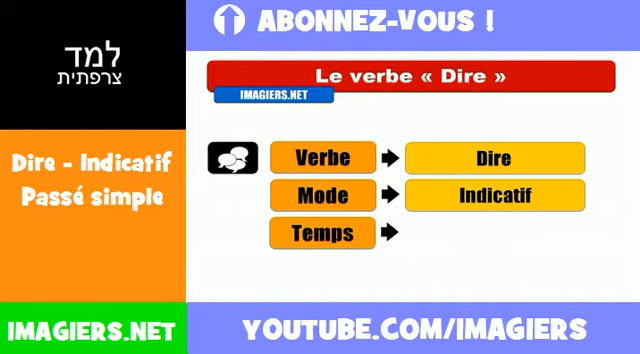 למד
צרפתית
Dire - Indicatif
Passé simple
IMAGIERS.NET
ABONNEZ-VOUS !
Le verbe « Dire »
IMAGIERS.NET
Verbe Dire
Mode Indicatif
Temps
YOUTUBE.COM/IMAGIERS